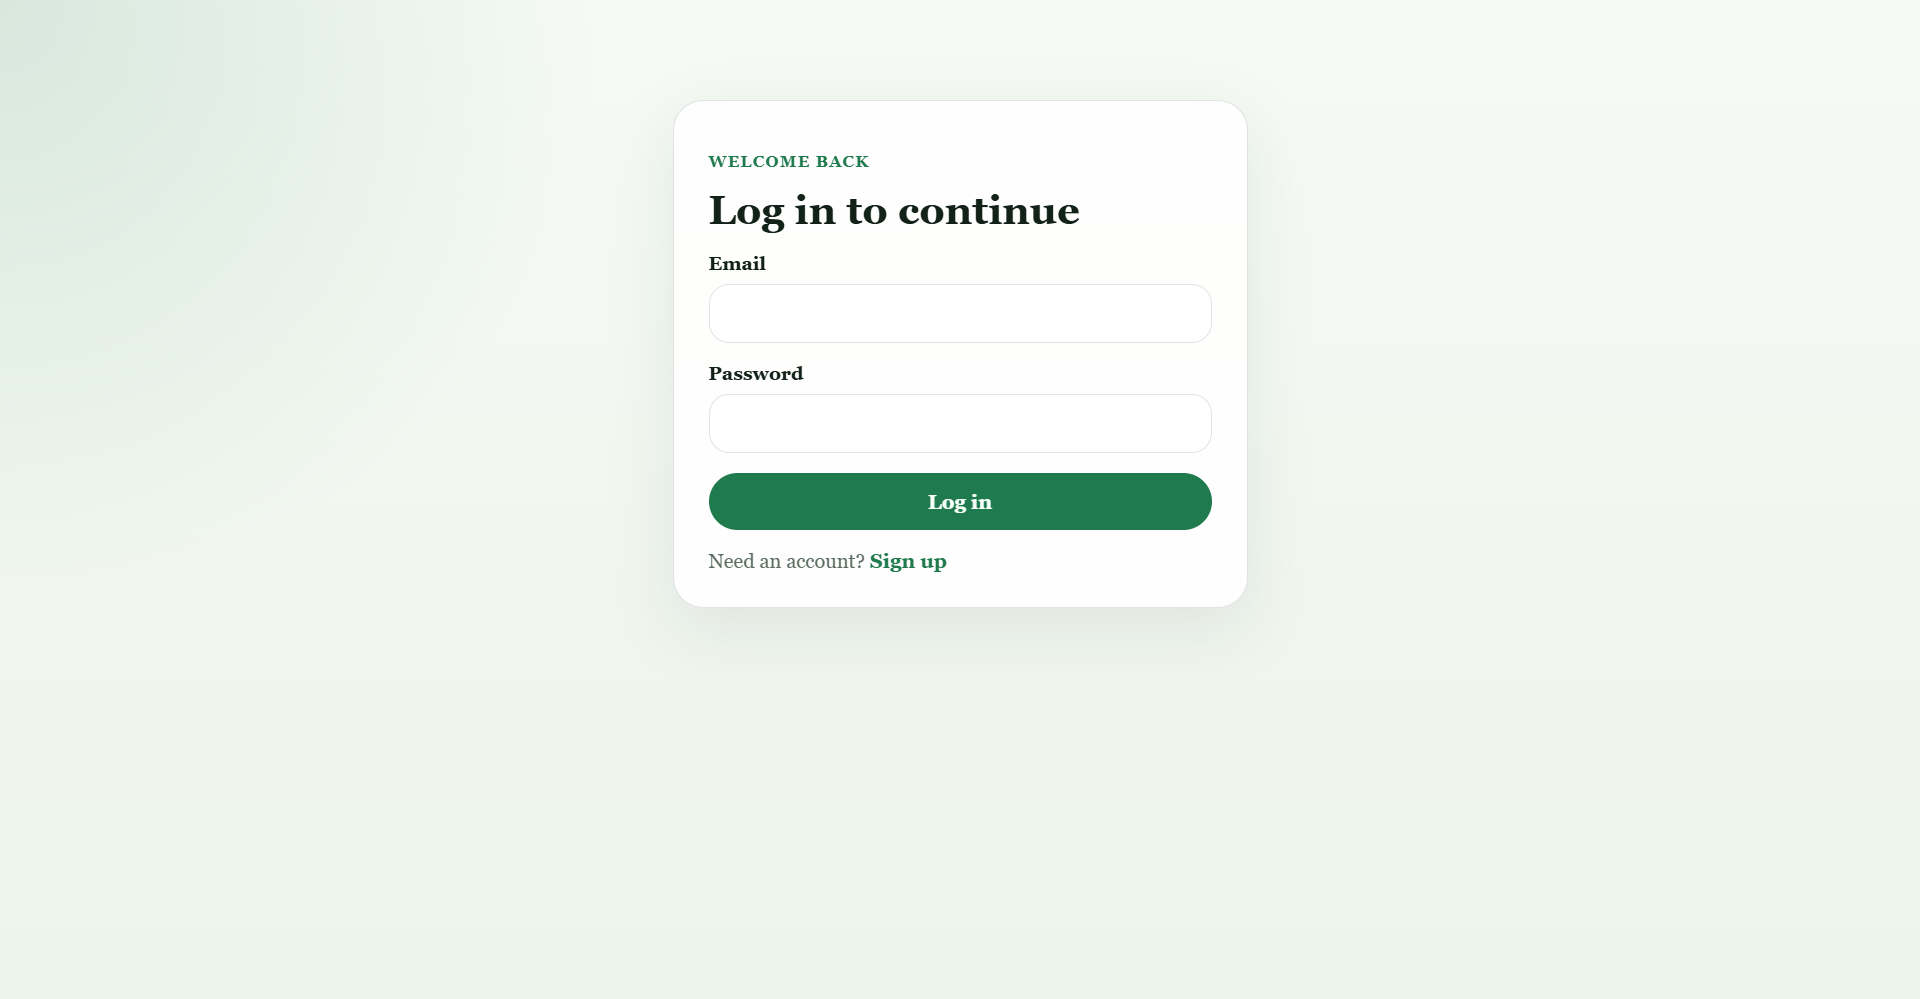 WELCOME BACK
Log in to continue
Email
Password
Log in
Need an account? Sign up